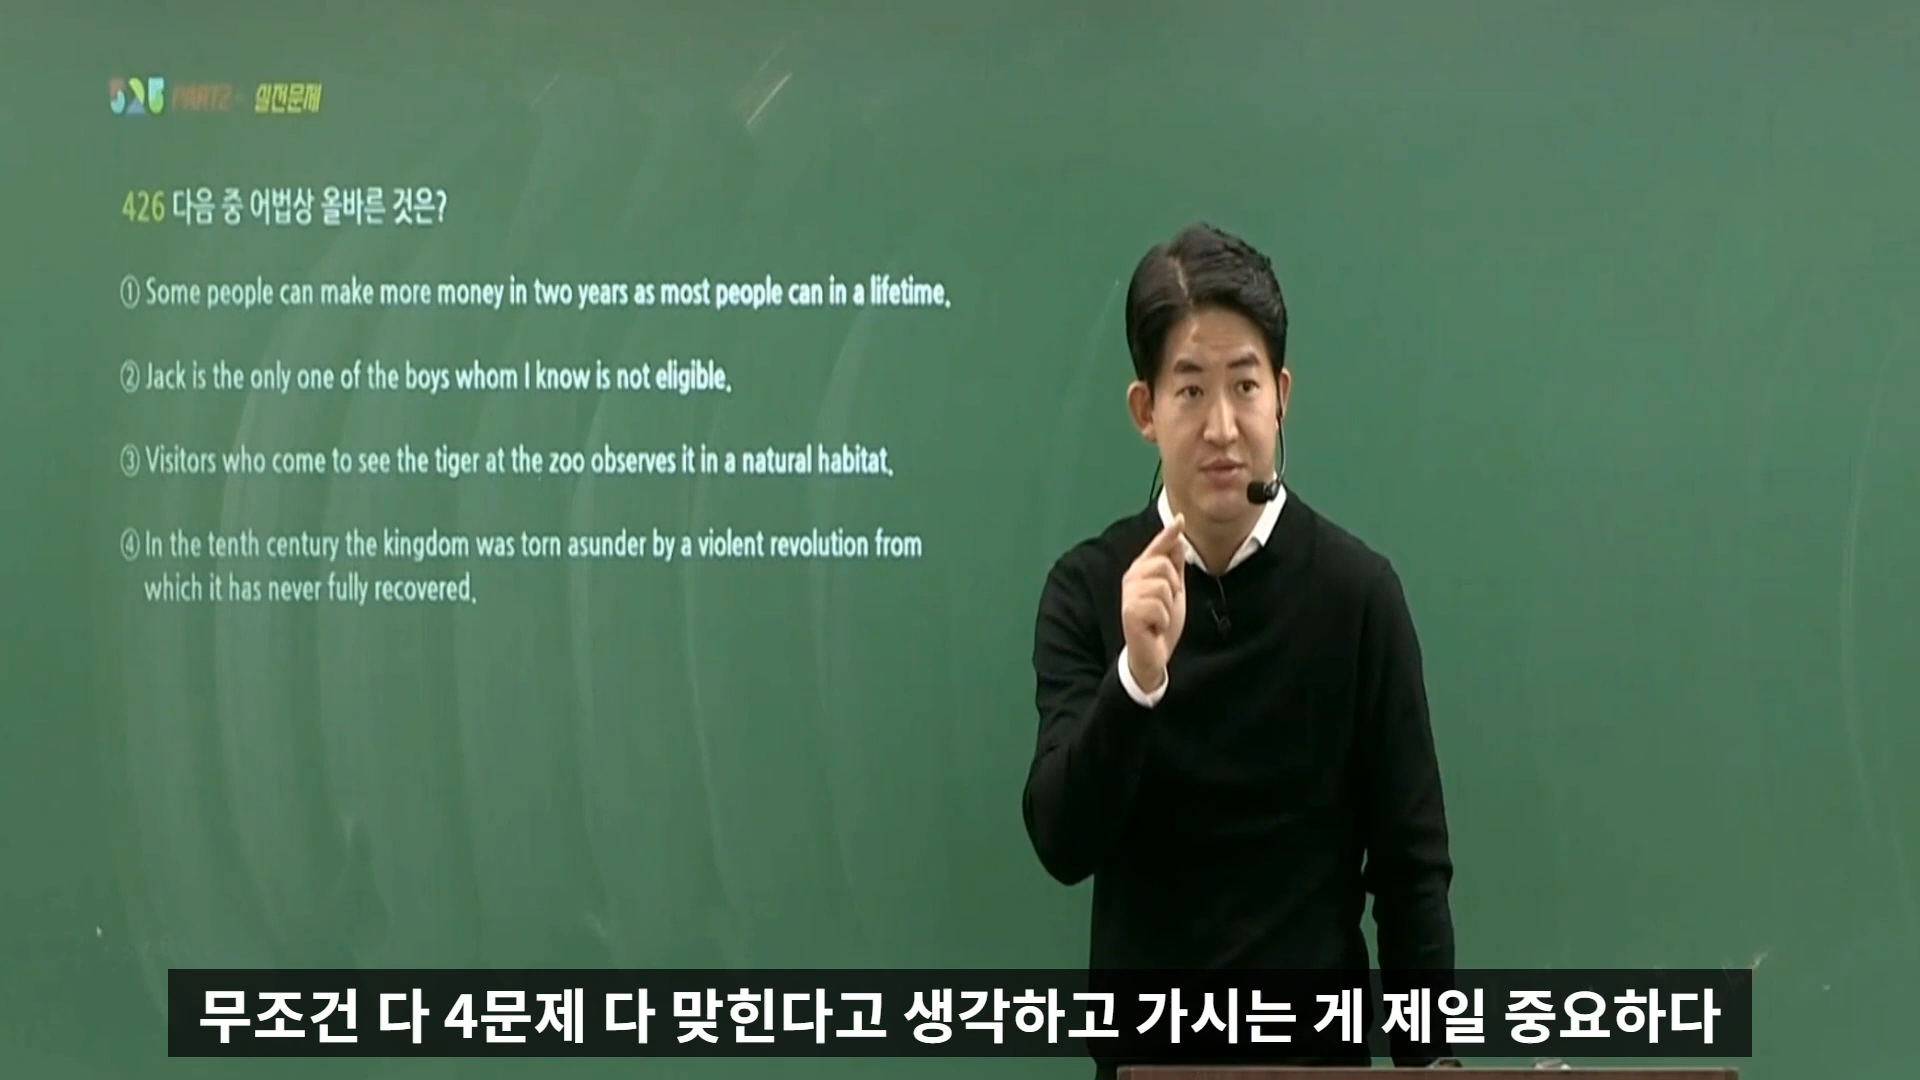 525 PART2 - 실전문제
426 다음 중 어법상 올바른 것은?
① Some people can make more money in two years as most people can in a lifetime.
② Jack is the only one of the boys whom I know is not eligible.
③ Visitors who come to see the tiger at the zoo observes it in a natural habitat.
④ In the tenth century the kingdom was torn asunder by a violent revolution from
which it has never fully recovered.
무조건 다 4문제 다 맞힌다고 생각하고 가시는 게 제일 중요하다